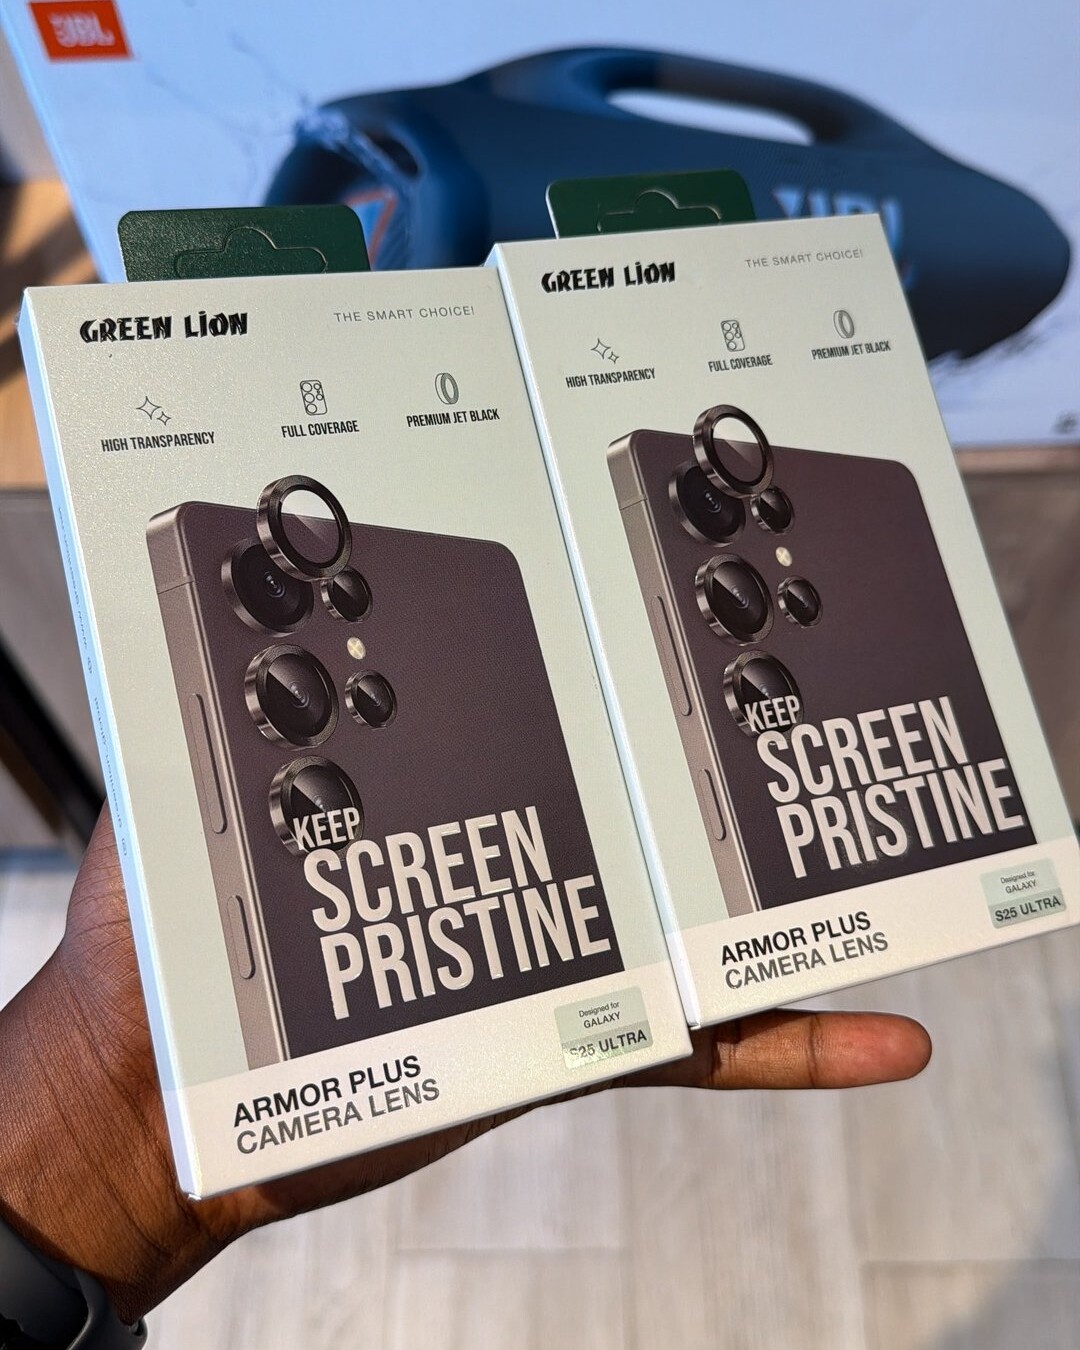 JBL
JBL
GREEN LiON
THE SMART CHOICE!
HIGH TRANSPARENCY
FULL COVERAGE
PREMIUM JET BLACK
KEEP
SCREEN
PRISTINE
Designed for
GALAXY
S25 ULTRA
ARMOR PLUS
CAMERA LENS
GREEN LiON
THE SMART CHOICE!
HIGH TRANSPARENCY
FULL COVERAGE
PREMIUM JET BLACK
KEEP
SCREEN
PRISTINE
Designed for
GALAXY
S25 ULTRA
ARMOR PLUS
CAMERA LENS